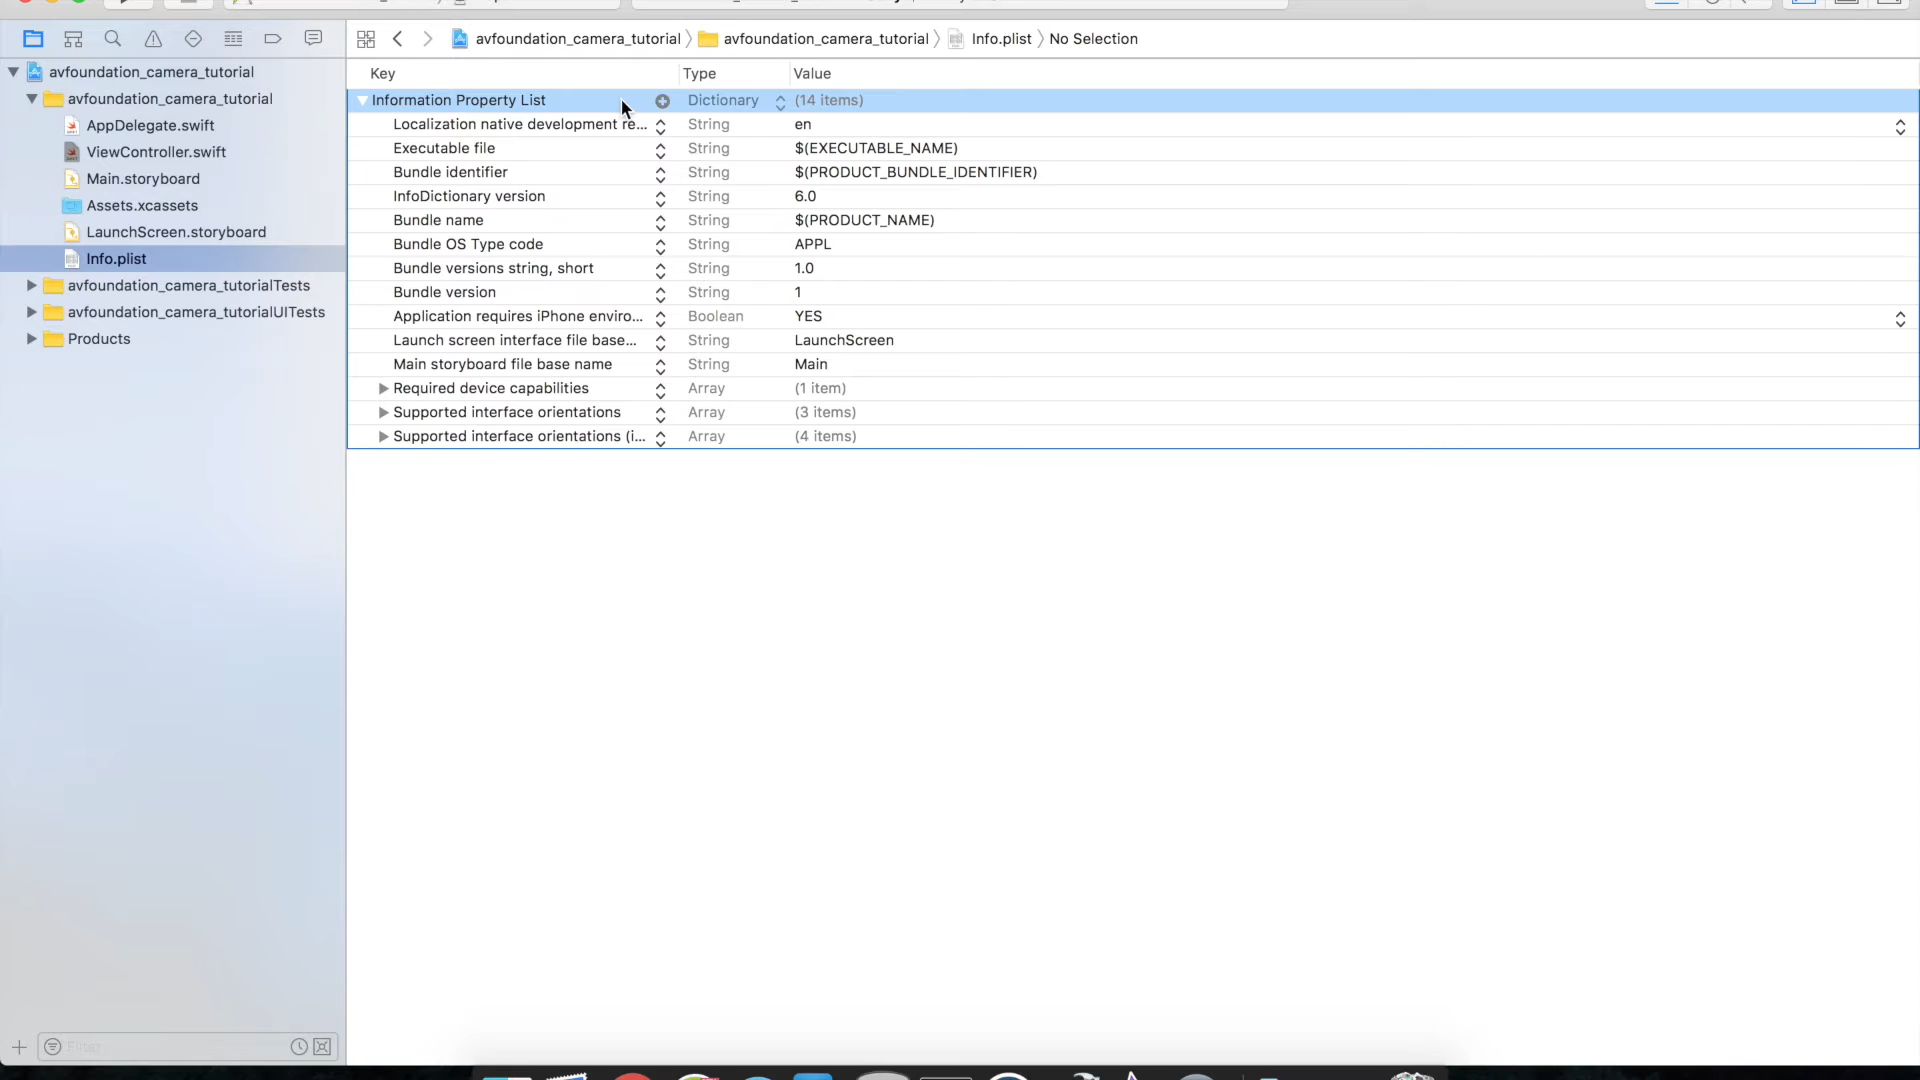 avfoundation_camera_tutorial
avfoundation_camera_tutorial
Info.plist
No Selection
avfoundation_camera_tutorial
avfoundation_camera_tutorial
AppDelegate.swift
ViewController.swift
Main.storyboard
Assets.xcassets
LaunchScreen.storyboard
Info.plist
avfoundation_camera_tutorialTests
avfoundation_camera_tutorialUITests
Products
Filter
Key Type Value
Information Property List Dictionary (14 items)
Localization native development re... String en
Executable file String $(EXECUTABLE_NAME)
Bundle identifier String $(PRODUCT_BUNDLE_IDENTIFIER)
InfoDictionary version String 6.0
Bundle name String $(PRODUCT_NAME)
Bundle OS Type code String APPL
Bundle versions string, short String 1.0
Bundle version String 1
Application requires iPhone enviro... Boolean YES
Launch screen interface file base... String LaunchScreen
Main storyboard file base name String Main
Required device capabilities Array (1 item)
Supported interface orientations Array (3 items)
Supported interface orientations (i... Array (4 items)